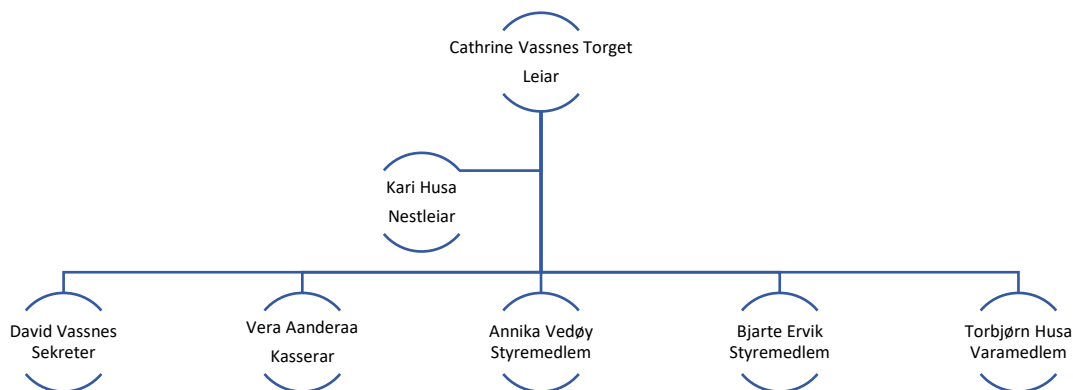 Cathrine Vassnes Torget
Leiar
Kari Husa
Nestleiar
David Vassnes
Sekreter
Vera Aanderaa
Kasserar
Annika Vedøy
Styremedlem
Bjarte Ervik
Styremedlem
Torbjørn Husa
Varamedlem